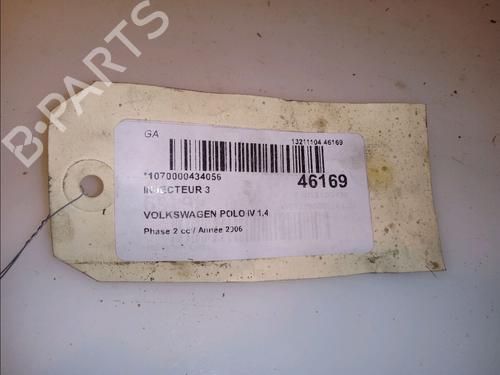 B-PARTS
GA
13211104 46169
*1070000434056
46169
INJECTEUR 3
VOLKSWAGEN POLO IV 1.4
Phase 2 cc / Année 2006